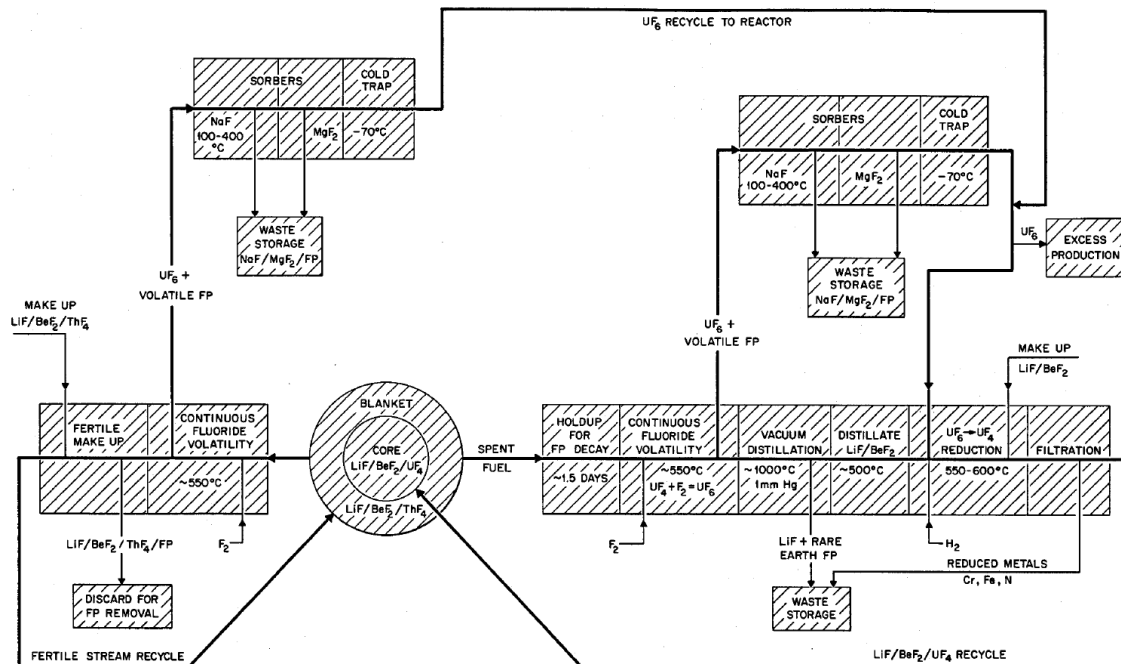 UF6 RECYCLE TO REACTOR
SORBERS
COLD
TRAP
NaF
100-400
°C
MgF2
-70°C
WASTE
STORAGE
NaF/MgF2/FP
UF6 +
VOLATILE FP
SORBERS
COLD
TRAP
NaF
100-400°C
MgF2
-70°C
WASTE
STORAGE
NaF/MgF2/FP
UF6
EXCESS
PRODUCTION
UF6 +
VOLATILE FP
MAKE UP
LiF/BeF2/ThF4
FERTILE
MAKE UP
CONTINUOUS
FLUORIDE
VOLATILITY
~550°C
F2
LiF/BeF2/ThF4/FP
DISCARD FOR
FP REMOVAL
FERTILE STREAM RECYCLE
BLANKET
CORE
LiF/BeF2/UF4
LiF/BeF2/ThF4
SPENT
FUEL
HOLDUP
FOR
FP DECAY
~1.5 DAYS
CONTINUOUS
FLUORIDE
VOLATILITY
~550°C
UF4 + F2 = UF6
F2
VACUUM
DISTILLATION
~1000°C
1mm Hg
DISTILLATE
LiF/BeF2
~500°C
UF6→UF4
REDUCTION
550-600°C
MAKE UP
LiF/BeF2
FILTRATION
H2
LiF + RARE
EARTH FP
REDUCED METALS
Cr, Fe, N
WASTE
STORAGE
LiF/BeF2/UF4 RECYCLE